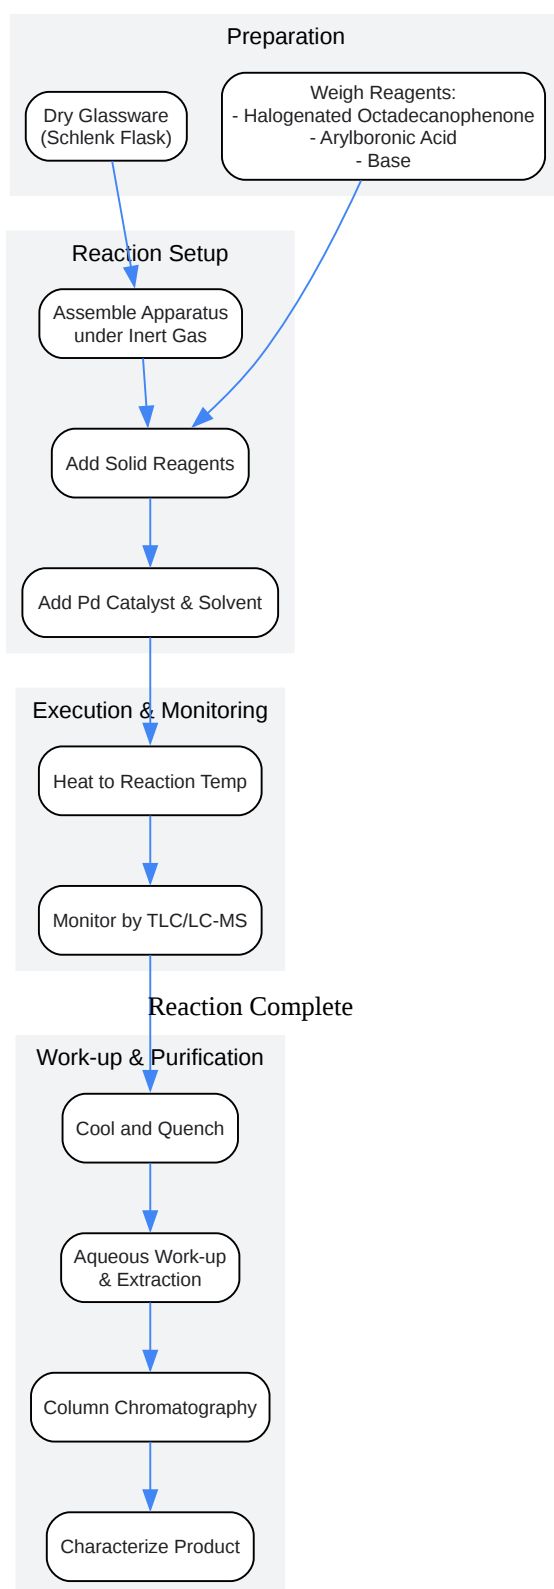 Preparation
Dry Glassware
(Schlenk Flask)
Weigh Reagents:
- Halogenated Octadecanophenone
- Arylboronic Acid
- Base
Reaction Setup
Assemble Apparatus
under Inert Gas
Add Solid Reagents
Add Pd Catalyst & Solvent
Execution & Monitoring
Heat to Reaction Temp
Monitor by TLC/LC-MS
Reaction Complete
Work-up & Purification
Cool and Quench
Aqueous Work-up
& Extraction
Column Chromatography
Characterize Product